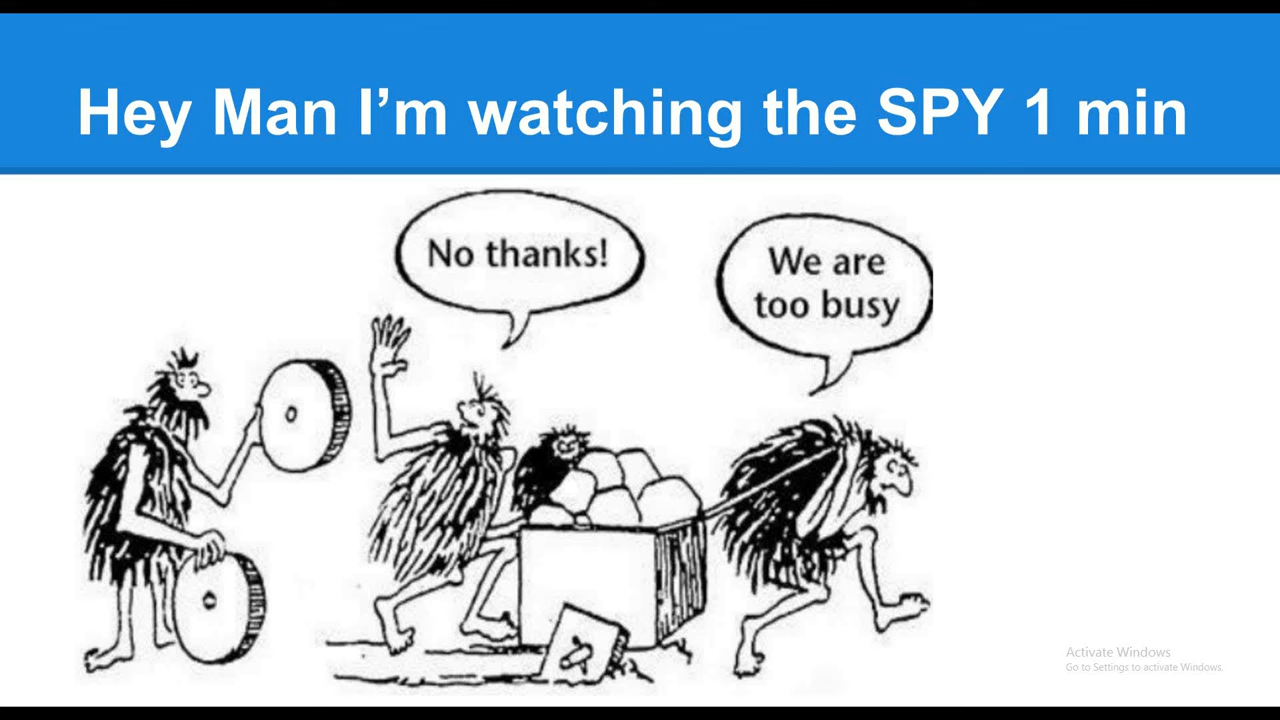 Hey Man I’m watching the SPY 1 min
No thanks!
We are
too busy
Activate Windows
Go to Settings to activate Windows.